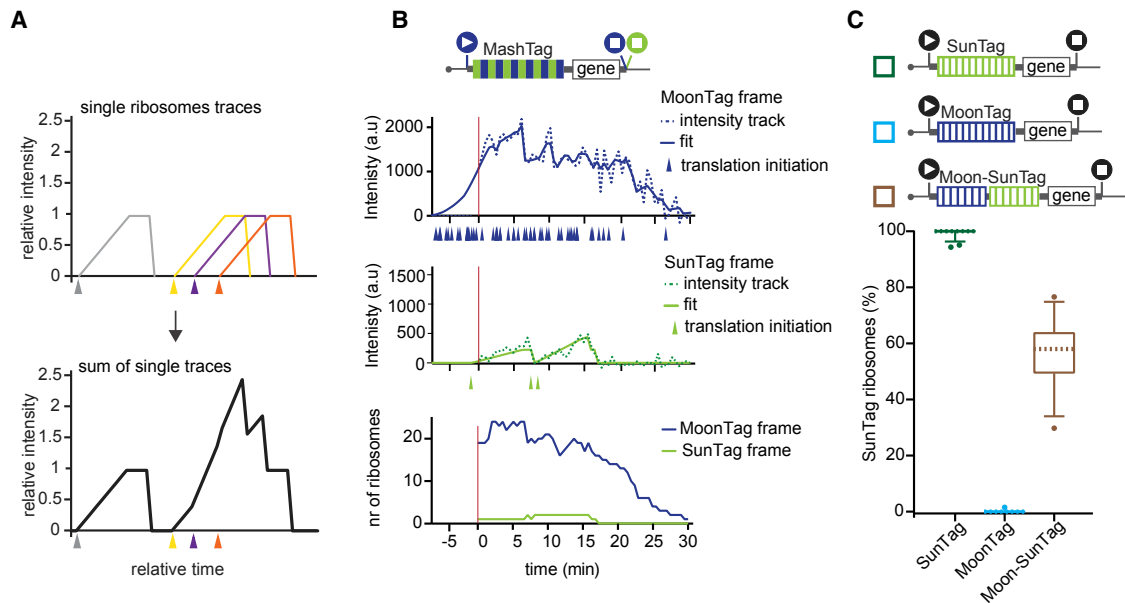 A
single ribosomes traces
relative intensity
2.5
2
1.5
1
0.5
0
sum of single traces
relative intensity
2.5
2
1.5
1
0.5
0
relative time
B
MashTag
gene
MoonTag frame
intensity track
fit
translation initiation
Intenisty (a.u)
2000
1000
0
SunTag frame
intensity track
fit
translation initiation
Intenisty (a.u)
1500
1000
500
0
MoonTag frame
SunTag frame
nr of ribosomes
20
10
0
-5 0 5 10 15 20 25 30
time (min)
C
SunTag
gene
MoonTag
gene
Moon-SunTag
gene
SunTag ribosomes (%)
100
80
60
40
20
0
SunTag
MoonTag
Moon-SunTag